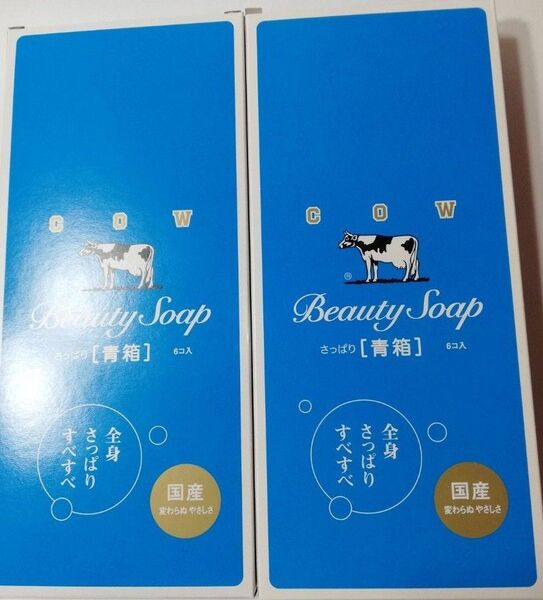 COW
Beauty Soap
さっぱり [青箱] 6コ入
全身
さっぱり
すべすべ
国産
変わらぬ やさしさ
COW
®
Beauty Soap
さっぱり [青箱] 6コ入
全身
さっぱり
すべすべ
国産
変わらぬ やさしさ